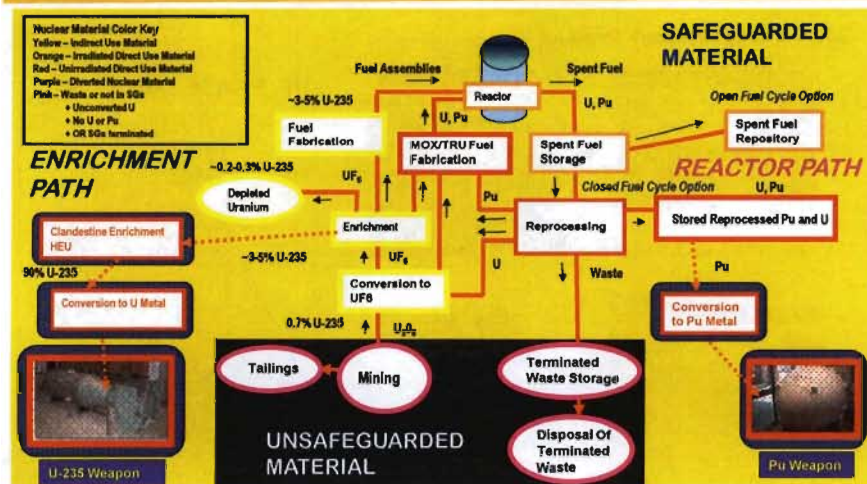 Nuclear Material Color Key
Yellow – Indirect Use Material
Orange – Irradiated Direct Use Material
Red – Unirradiated Direct Use Material
Purple – Diverted Nuclear Material
Pink – Waste or not in SGs
+ Unconverted U
+ No U or Pu
+ OR SGs terminated
SAFEGUARDED
MATERIAL
Fuel Assemblies
Spent Fuel
Reactor
~3-5% U-235
U, Pu
U, Pu
Open Fuel Cycle Option
Fuel
Fabrication
MOX/TRU Fuel
Fabrication
Spent Fuel
Storage
Spent Fuel
Repository
ENRICHMENT
PATH
~0.2-0.3% U-235
UF6
REACTOR PATH
Depleted
Uranium
Pu
Closed Fuel Cycle Option
U, Pu
Clandestine Enrichment
HEU
Enrichment
Reprocessing
Stored Reprocessed Pu and U
~3-5% U-235
UF6
U
Waste
Pu
90% U-235
Conversion to U Metal
Conversion to
UF6
Conversion
to Pu Metal
0.7% U-235
U3O8
Tailings
Mining
Terminated
Waste Storage
UNSAFEGUARDED
MATERIAL
Disposal Of
Terminated
Waste
U-235 Weapon
Pu Weapon